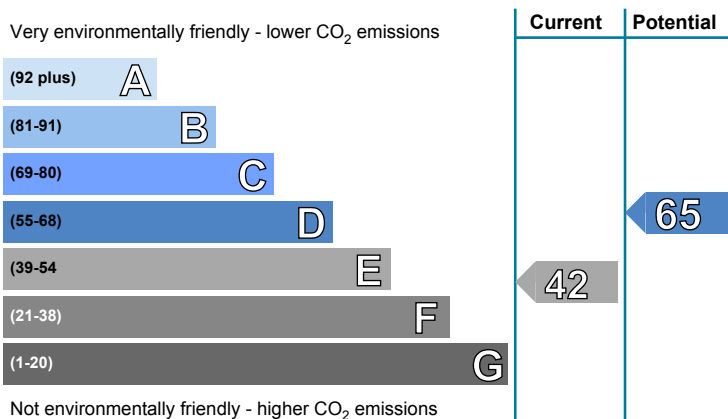 Very environmentally friendly - lower CO2 emissions
Current
Potential
(92 plus) A
(81-91) B
(69-80) C
(55-68) D
65
(39-54 E
42
(21-38) F
(1-20) G
Not environmentally friendly - higher CO2 emissions